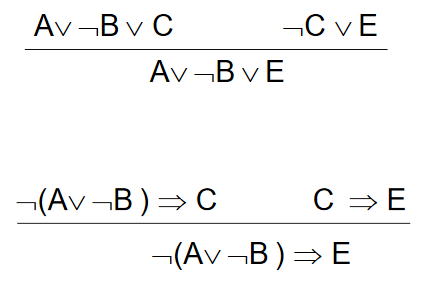 A∨ ¬B ∨ C ¬C ∨ E
A∨ ¬B ∨ E
¬(A∨ ¬B ) ⇒ C C ⇒ E
¬(A∨ ¬B ) ⇒ E